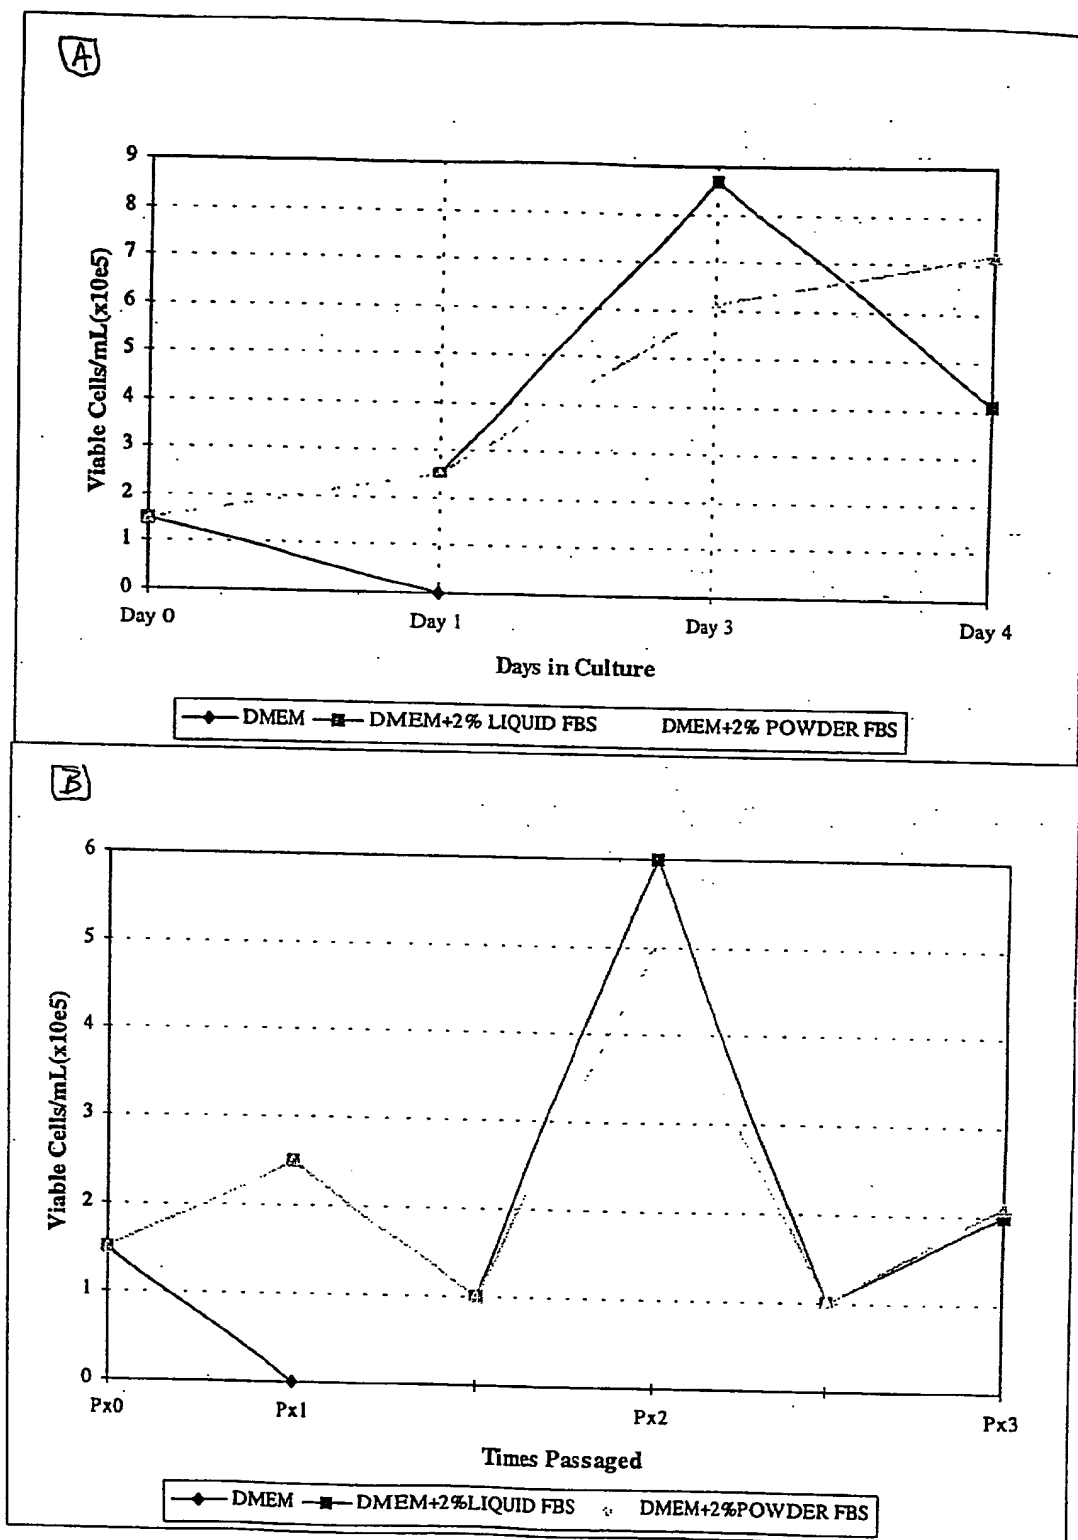 A
9
8
7
6
5
4
3
2
1
0
Viable Cells/mL(x10e5)
Day 0 Day 1 Day 3 Day 4
Days in Culture
DMEM DMEM+2% LIQUID FBS DMEM+2% POWDER FBS
B
6
5
4
3
2
1
0
Viable Cells/mL(x10e5)
Px0 Px1 Px2 Px3
Times Passaged
DMEM DMEM+2%LIQUID FBS DMEM+2%POWDER FBS